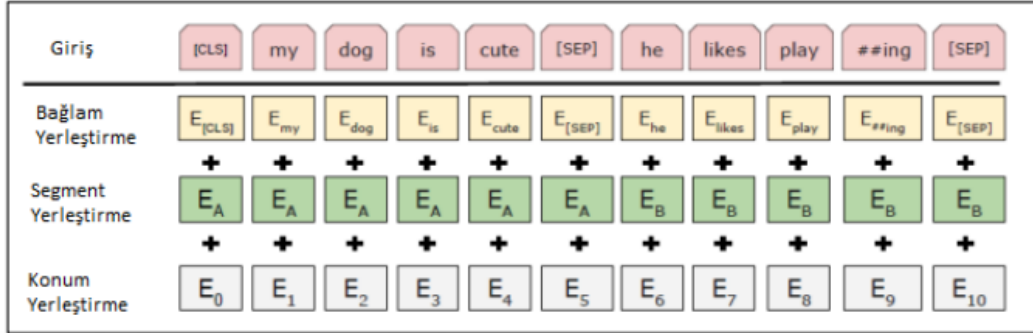 Giriş [CLS] my dog is cute [SEP] he likes play ##ing [SEP]
Bağlam Yerleştirme E[CLS] Emy Edog Eis Ecute E[SEP] Ehe Elikes Eplay E##ing E[SEP]
+ + + + + + + + + + +
Segment Yerleştirme EA EA EA EA EA EA EB EB EB EB EB
+ + + + + + + + + + +
Konum Yerleştirme E0 E1 E2 E3 E4 E5 E6 E7 E8 E9 E10